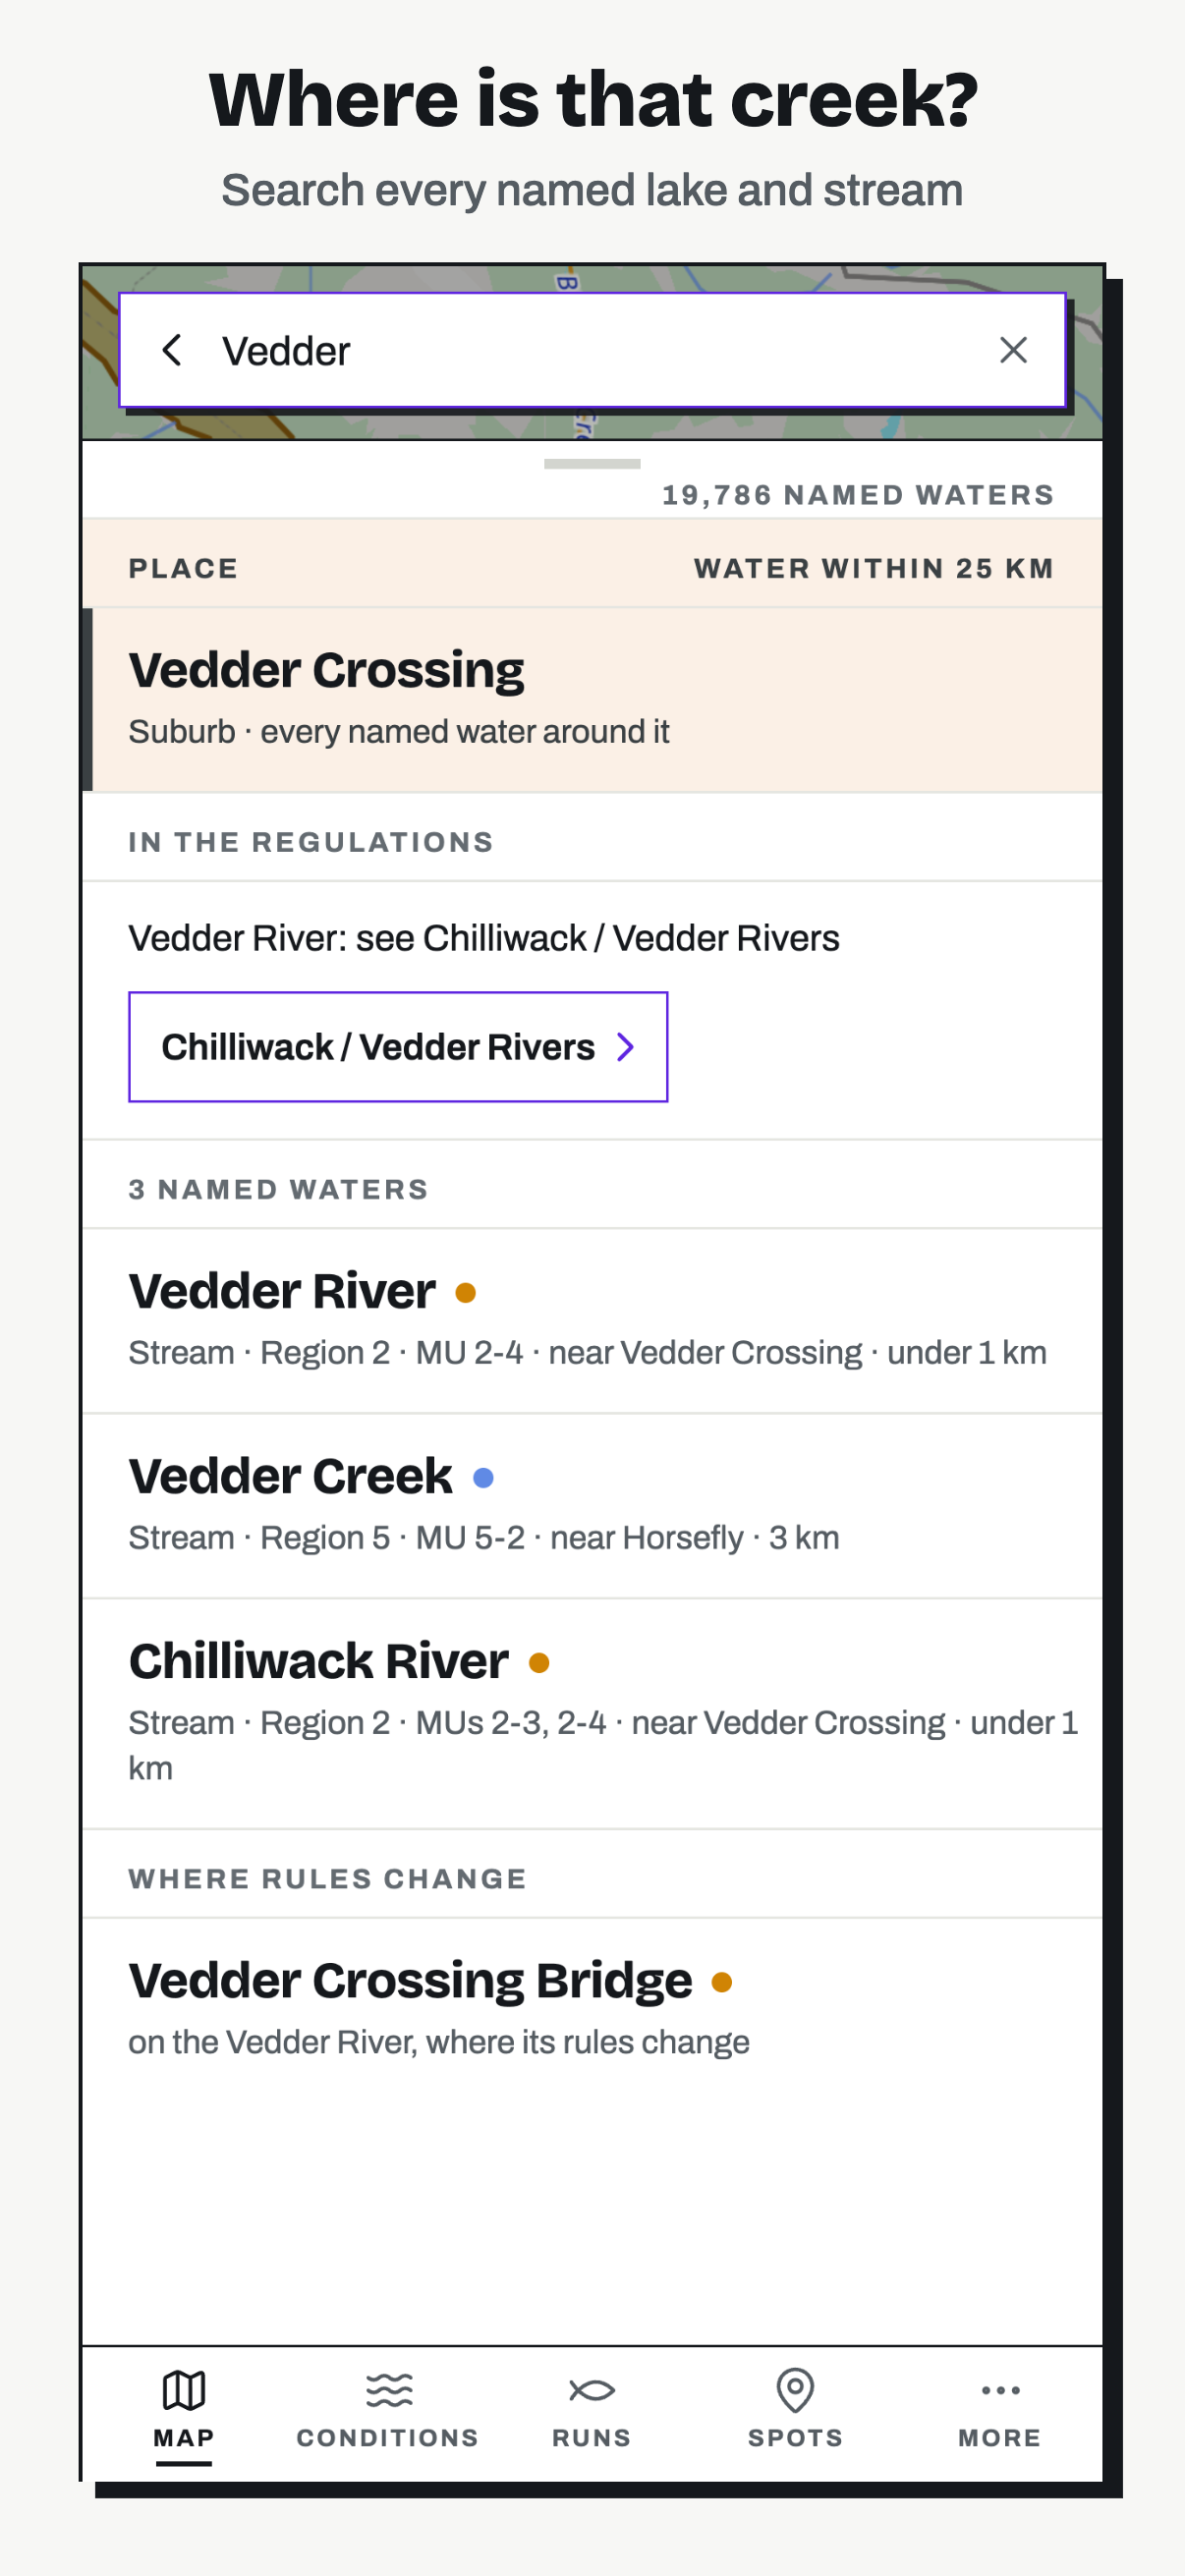 Where is that creek?
Search every named lake and stream
B
Vedder
Cre
19,786 NAMED WATERS
PLACE
WATER WITHIN 25 KM
Vedder Crossing
Suburb · every named water around it
IN THE REGULATIONS
Vedder River: see Chilliwack / Vedder Rivers
Chilliwack / Vedder Rivers
3 NAMED WATERS
Vedder River
Stream · Region 2 · MU 2-4 · near Vedder Crossing · under 1 km
Vedder Creek
Stream · Region 5 · MU 5-2 · near Horsefly · 3 km
Chilliwack River
Stream · Region 2 · MUs 2-3, 2-4 · near Vedder Crossing · under 1
km
WHERE RULES CHANGE
Vedder Crossing Bridge
on the Vedder River, where its rules change
MAP
CONDITIONS
RUNS
SPOTS
MORE